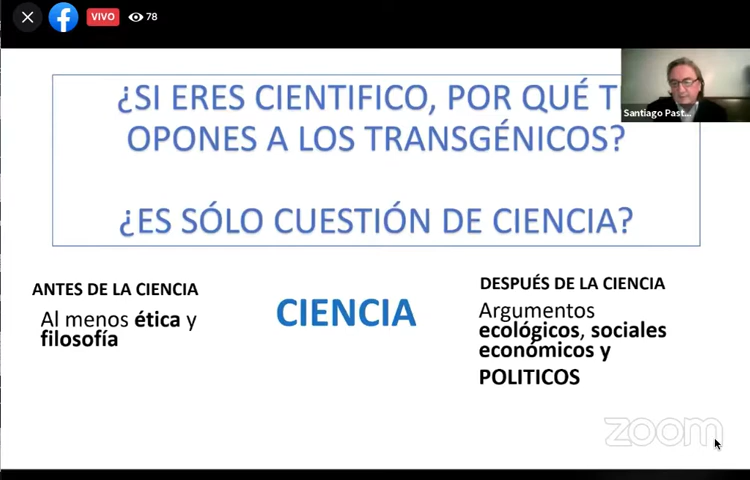 VIVO
78
¿SI ERES CIENTIFICO, POR QUÉ T
OPONES A LOS TRANSGÉNICOS?
¿ES SÓLO CUESTIÓN DE CIENCIA?
Santiago Past...
ANTES DE LA CIENCIA
Al menos ética y
filosofía
CIENCIA
DESPUÉS DE LA CIENCIA
Argumentos
ecológicos, sociales
económicos y
POLITICOS
zoom